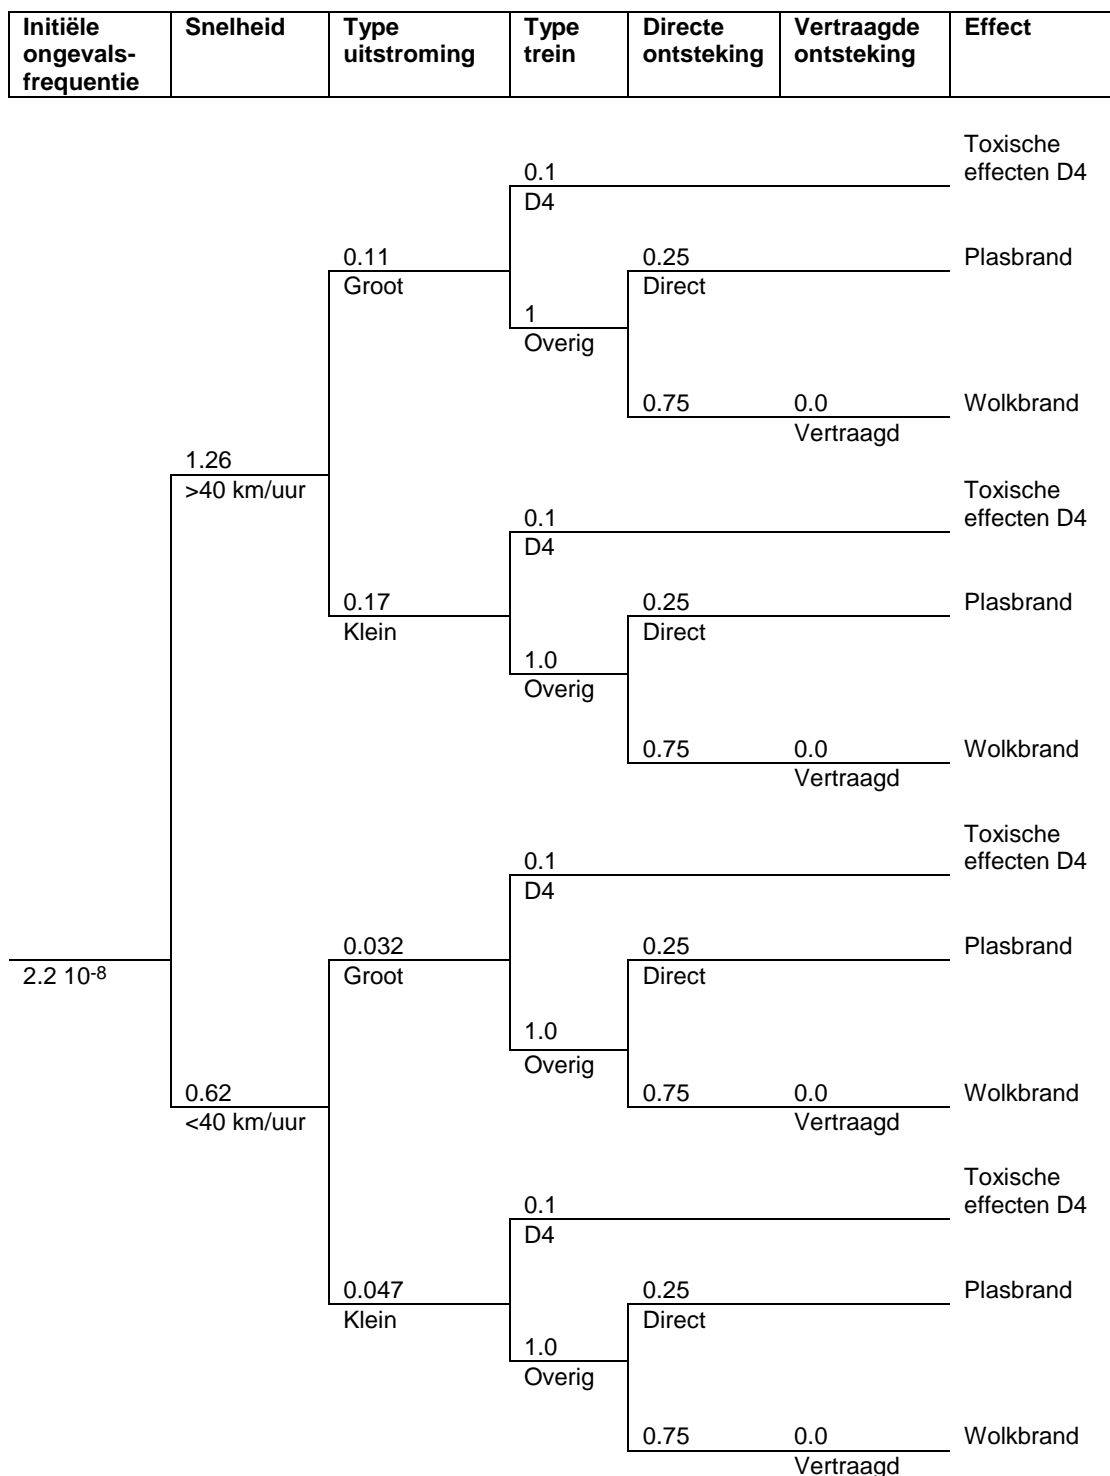 Initiële ongevals-frequentie
Snelheid
Type uitstroming
Type trein
Directe ontsteking
Vertraagde ontsteking
Effect
Toxische
effecten D4
0.1
D4
0.11
Groot
0.25
Direct
Plasbrand
1
Overig
0.75
0.0
Vertraagd
Wolkbrand
1.26
>40 km/uur
Toxische
effecten D4
0.1
D4
0.17
Klein
0.25
Direct
Plasbrand
1.0
Overig
0.75
0.0
Vertraagd
Wolkbrand
Toxische
effecten D4
0.1
D4
2.2 10-8
0.032
Groot
0.25
Direct
Plasbrand
1.0
Overig
0.62
<40 km/uur
0.75
0.0
Vertraagd
Wolkbrand
Toxische
effecten D4
0.1
D4
0.047
Klein
0.25
Direct
Plasbrand
1.0
Overig
0.75
0.0
Vertraagd
Wolkbrand